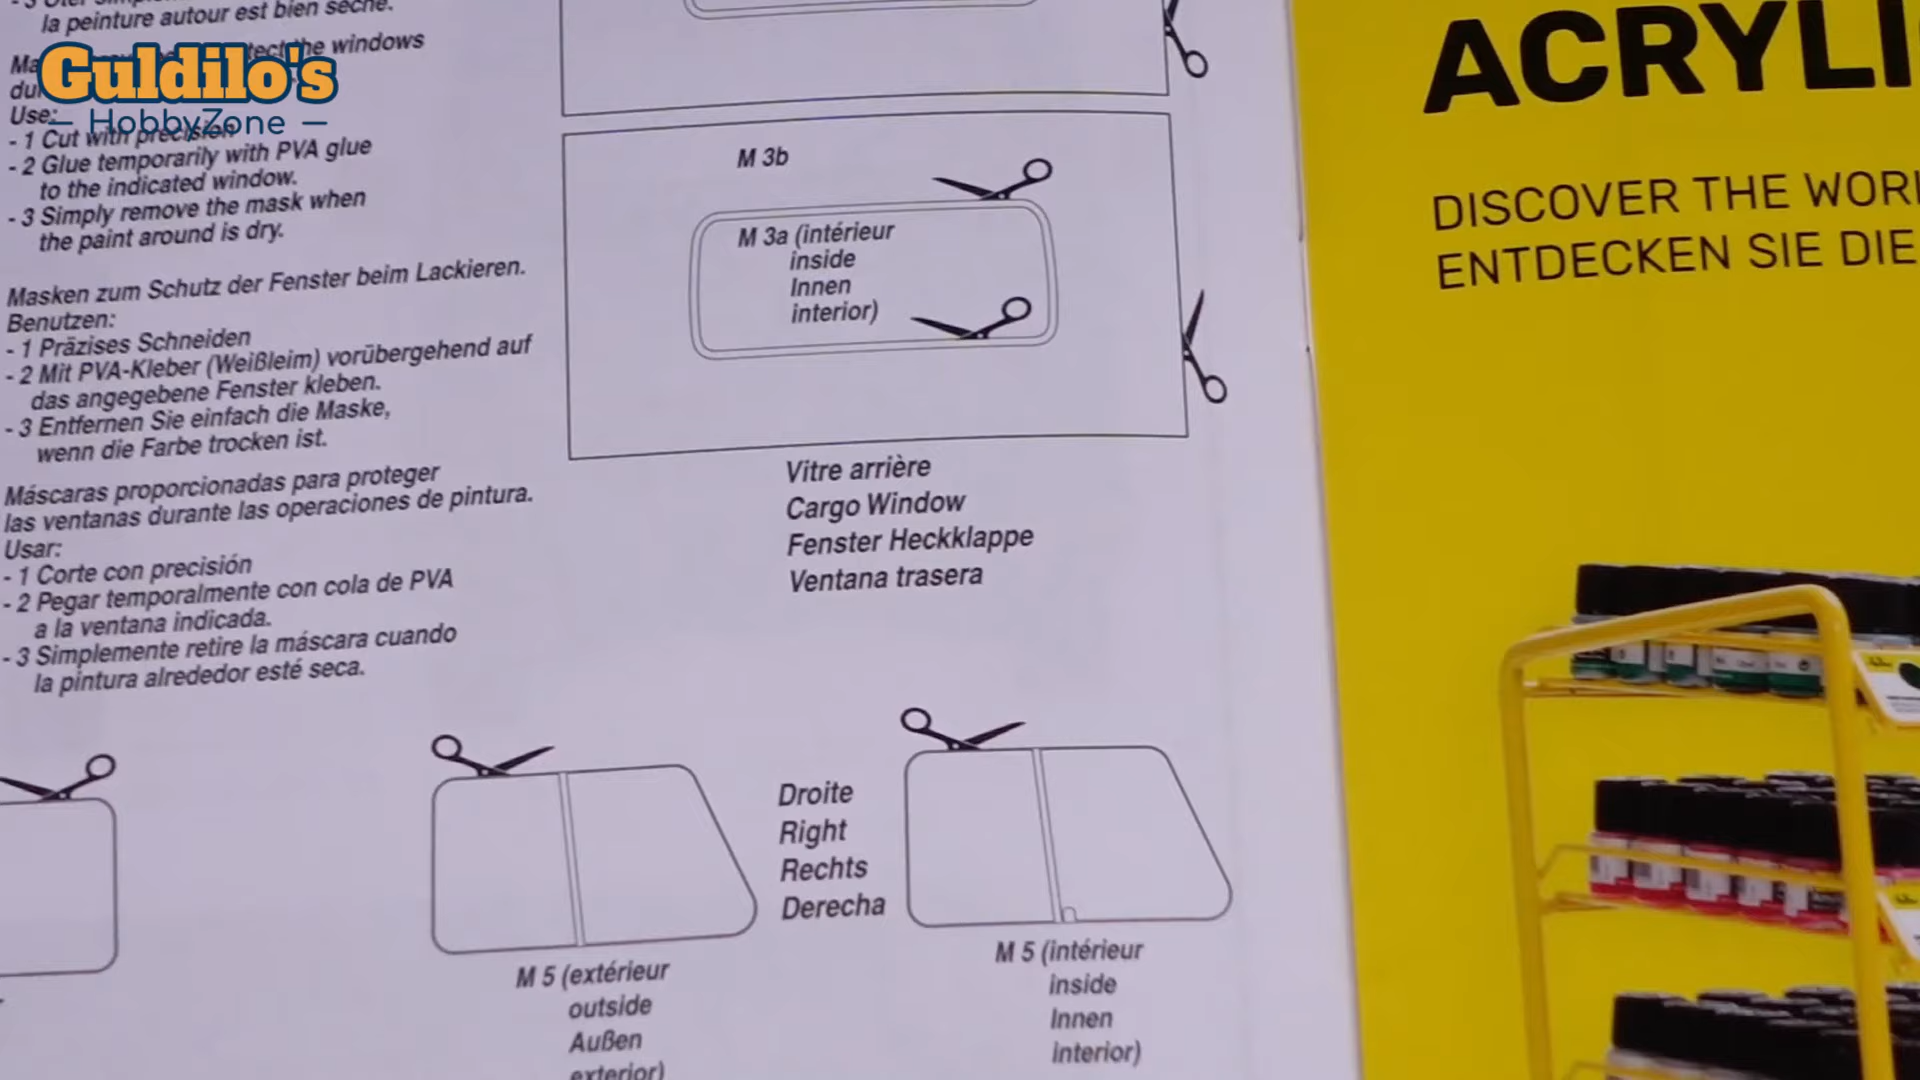 la peinture autour est bien sèche.
the windows
Use:
- 1 Cut with precision
- 2 Glue temporarily with PVA glue
to the indicated window.
- 3 Simply remove the mask when
the paint around is dry.
Masken zum Schutz der Fenster beim Lackieren.
Benutzen:
- 1 Präzises Schneiden
- 2 Mit PVA-Kleber (Weißleim) vorübergehend auf
das angegebene Fenster kleben.
- 3 Entfernen Sie einfach die Maske,
wenn die Farbe trocken ist.
Máscaras proporcionadas para proteger
las ventanas durante las operaciones de pintura.
Usar:
- 1 Corte con precisión
- 2 Pegar temporalmente con cola de PVA
a la ventana indicada.
- 3 Simplemente retire la máscara cuando
la pintura alrededor esté seca.
Guldilo's
— HobbyZone —
M 3b
M 3a (intérieur
inside
Innen
interior)
Vitre arrière
Cargo Window
Fenster Heckklappe
Ventana trasera
Droite
Right
Rechts
Derecha
M 5 (extérieur
outside
Außen
exterior)
M 5 (intérieur
inside
Innen
interior)
ACRYLI
DISCOVER THE WOR
ENTDECKEN SIE DIE